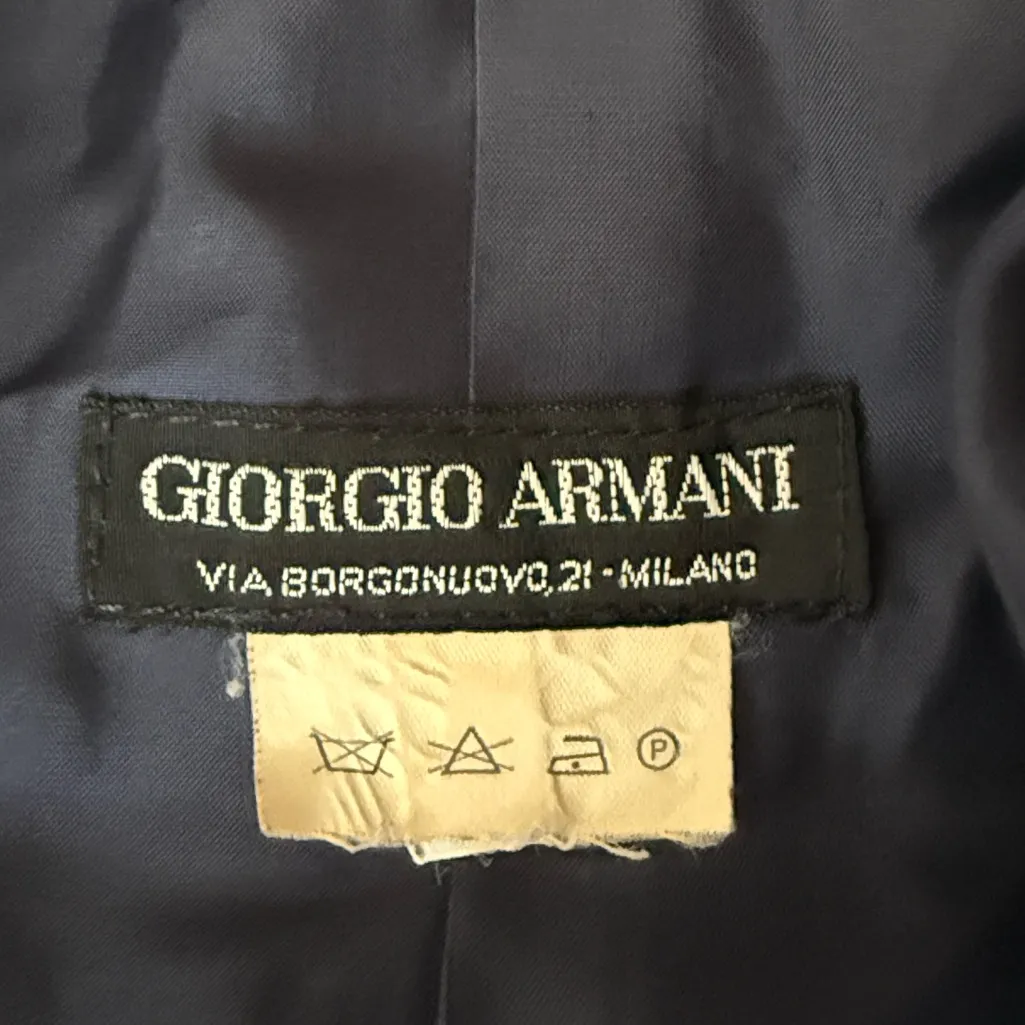 GIORGIO ARMANI
VIA BORGONUOVO,21-MILANO
P